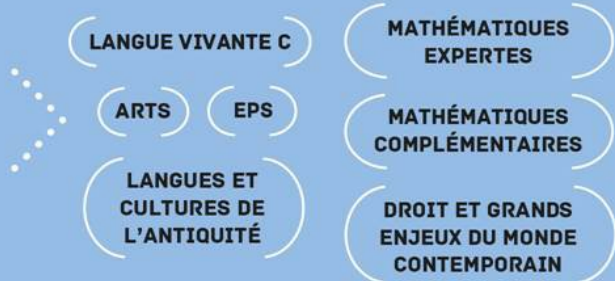 LANGUE VIVANTE C
ARTS
EPS
LANGUES ET
CULTURES DE
L'ANTIQUITÉ
MATHÉMATIQUES
EXPERTES
MATHÉMATIQUES
COMPLÉMENTAIRES
DROIT ET GRANDS
ENJEUX DU MONDE
CONTEMPORAIN